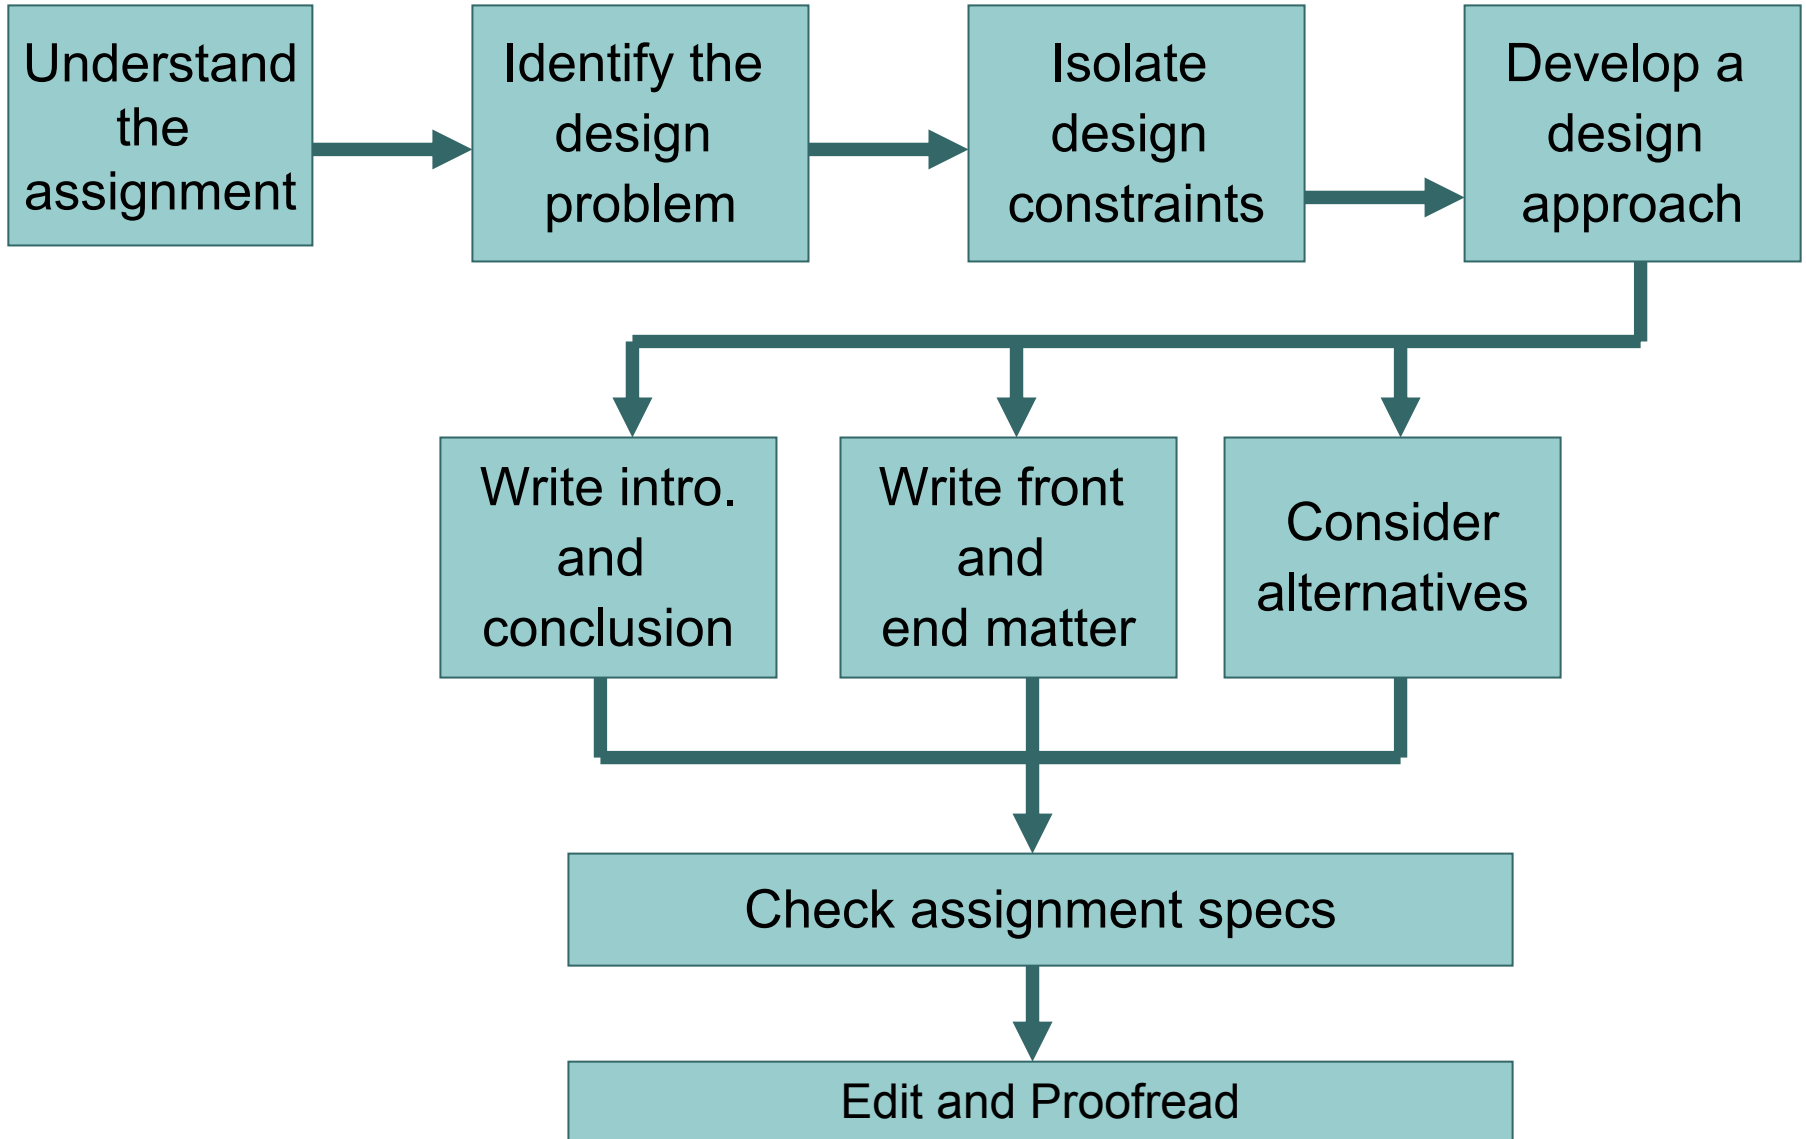 Understand
the
assignment
Identify the
design
problem
Isolate
design
constraints
Develop a
design
approach
Write intro.
and
conclusion
Write front
and
end matter
Consider
alternatives
Check assignment specs
Edit and Proofread